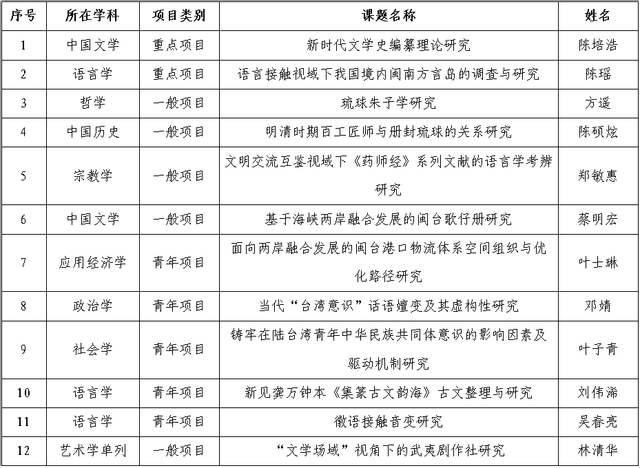 序号 所在学科 项目类别 课题名称 姓名
1 中国文学 重点项目 新时代文学史编纂理论研究 陈培浩
2 语言学 重点项目 语言接触视域下我国境内闽南方言岛的调查与研究 陈瑶
3 哲学 一般项目 琉球朱子学研究 方遥
4 中国历史 一般项目 明清时期百工匠师与册封琉球的关系研究 陈硕炫
5 宗教学 一般项目 文明交流互鉴视域下《药师经》系列文献的语言学考辨
研究 郑敏惠
6 中国文学 一般项目 基于海峡两岸融合发展的闽台歌仔册研究 蔡明宏
7 应用经济学 青年项目 面向两岸融合发展的闽台港口物流体系空间组织与优
化路径研究 叶士琳
8 政治学 青年项目 当代“台湾意识”话语嬗变及其虚构性研究 邓婧
9 社会学 青年项目 铸牢在陆台湾青年中华民族共同体意识的影响因素及
驱动机制研究 叶子青
10 语言学 青年项目 新见龚万钟本《集篆古文韵海》古文整理与研究 刘伟浠
11 语言学 青年项目 徽语接触音变研究 吴春亮
12 艺术学单列 一般项目 “文学场域”视角下的武夷剧作社研究 林清华